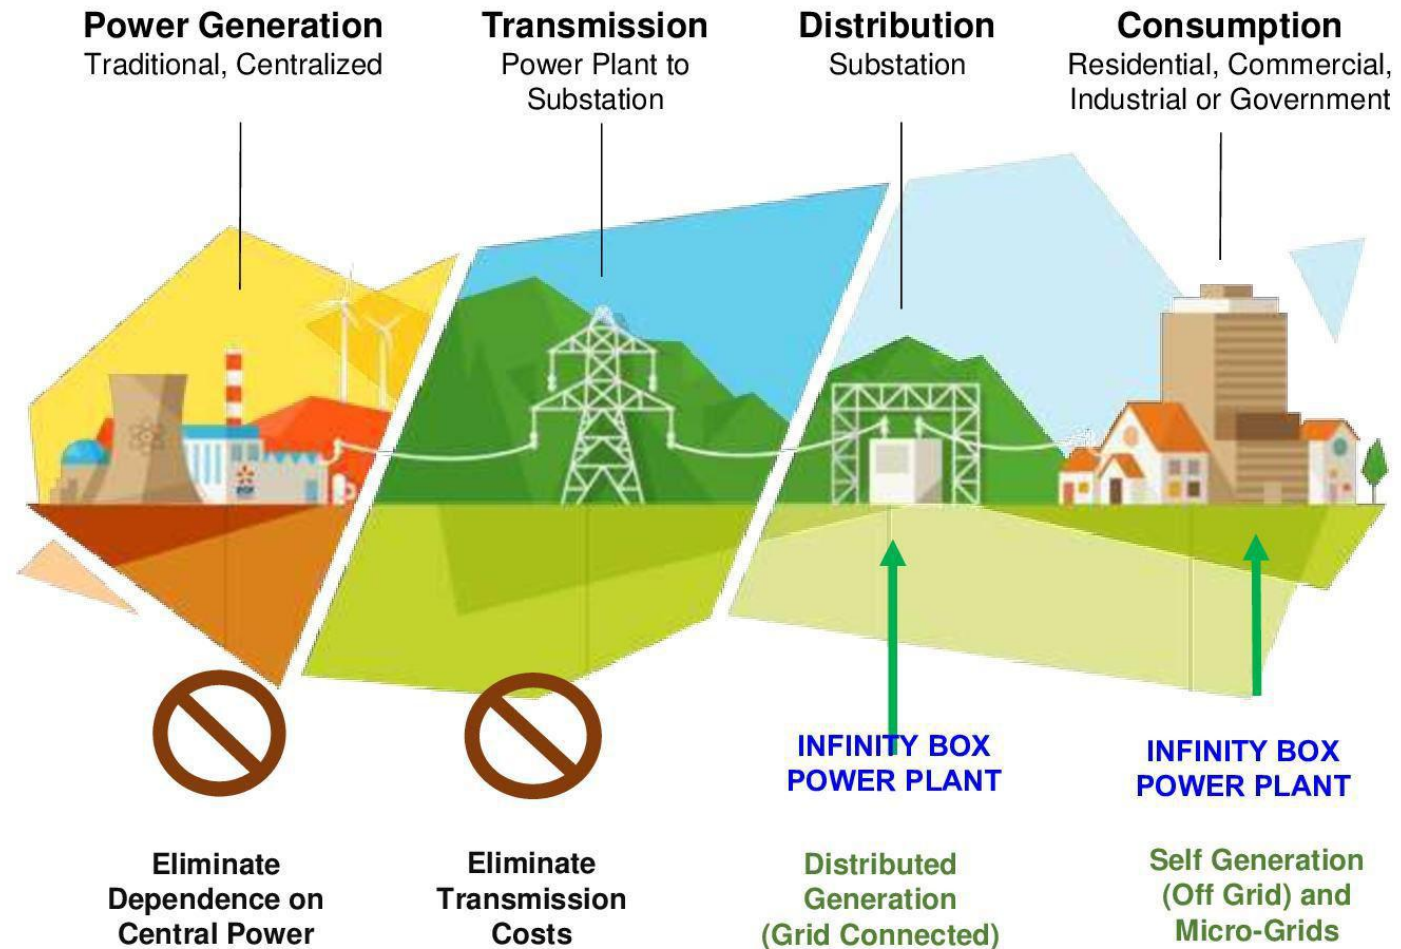 Power Generation
Traditional, Centralized
Transmission
Power Plant to
Substation
Distribution
Substation
Consumption
Residential, Commercial,
Industrial or Government
INFINITY BOX
POWER PLANT
INFINITY BOX
POWER PLANT
Eliminate
Dependence on
Central Power
Eliminate
Transmission
Costs
Distributed
Generation
(Grid Connected)
Self Generation
(Off Grid) and
Micro-Grids